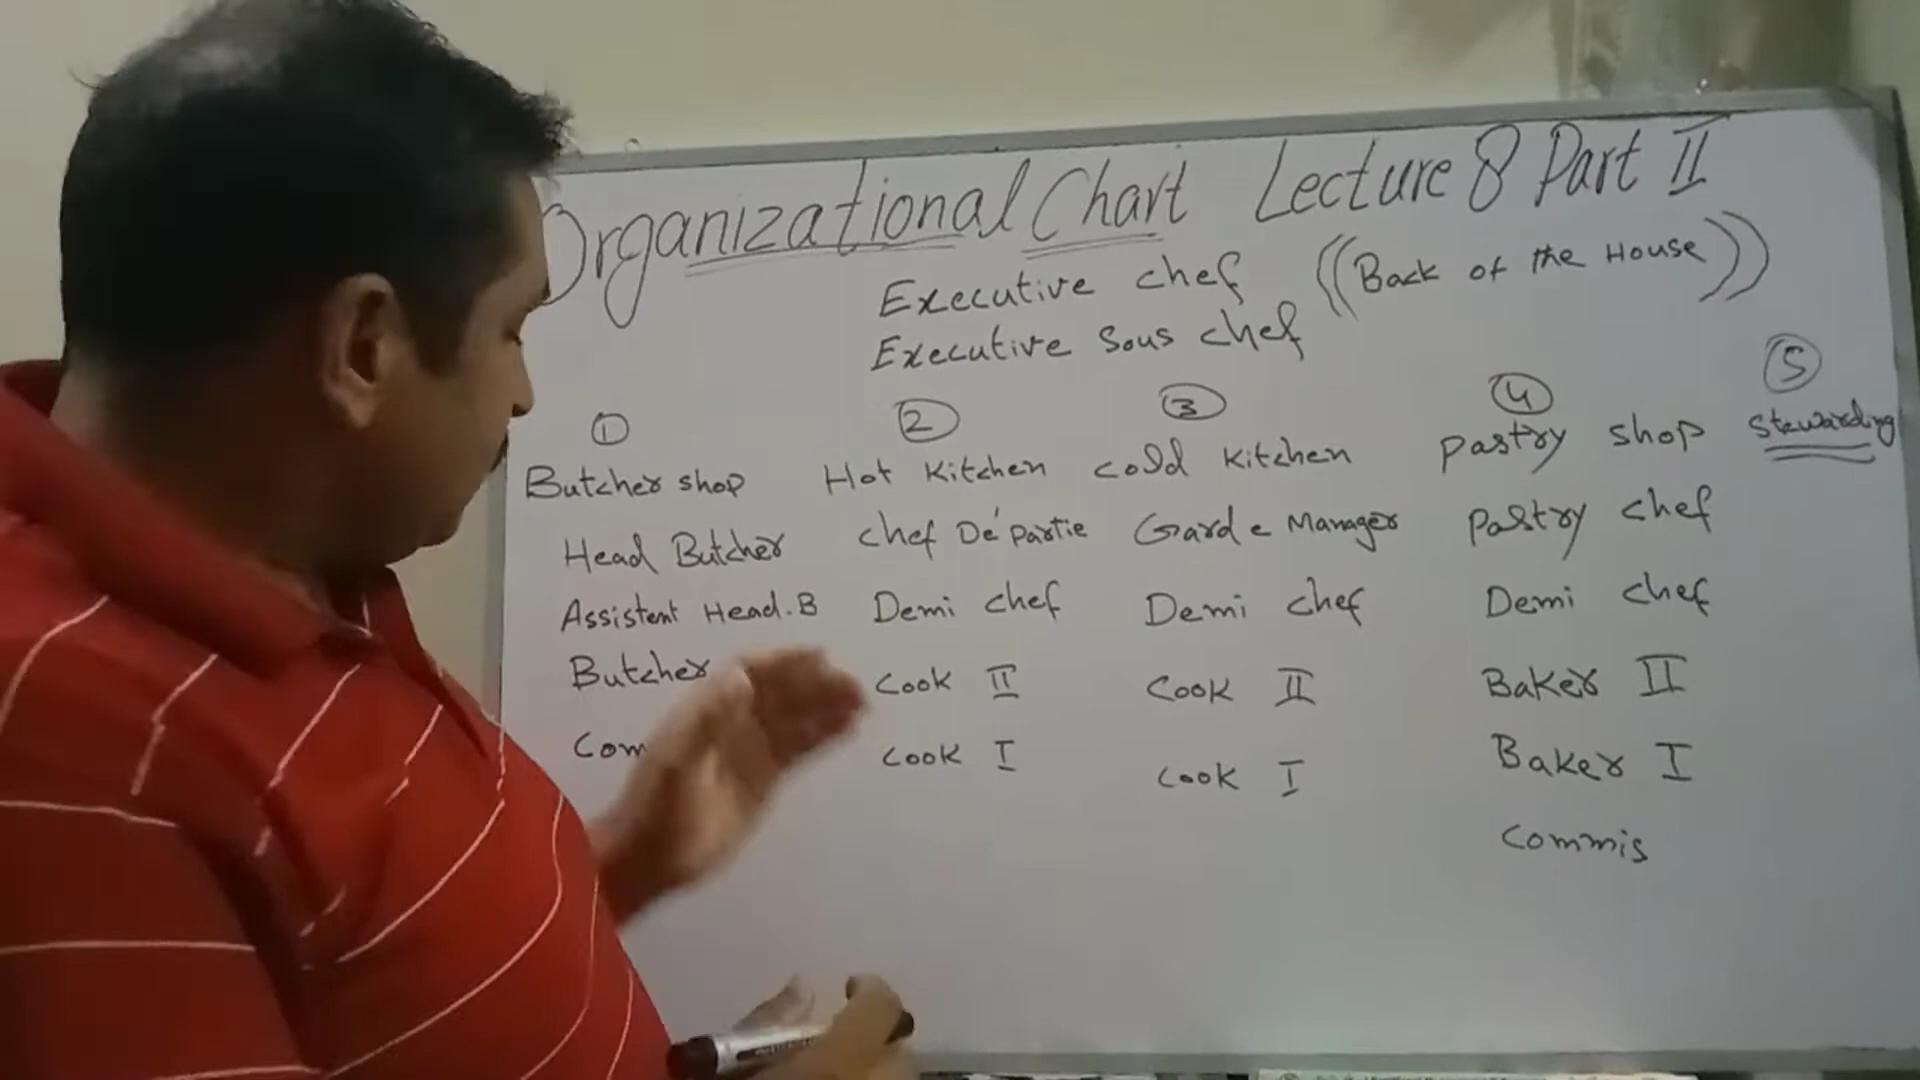 Organizational Chart Lecture 8 Part II
Executive chef ((Back of the House))
Executive Sous chef
1 2 3 4 5
Butcher shop Hot Kitchen cold Kitchen Pastry shop Stewarding
Head Butcher chef De' Partie Garde Manager Pastry chef
Assistent Head.B Demi chef Demi chef Demi chef
Butcher Cook II Cook II Baker II
Com Cook I Cook I Baker I
Commis